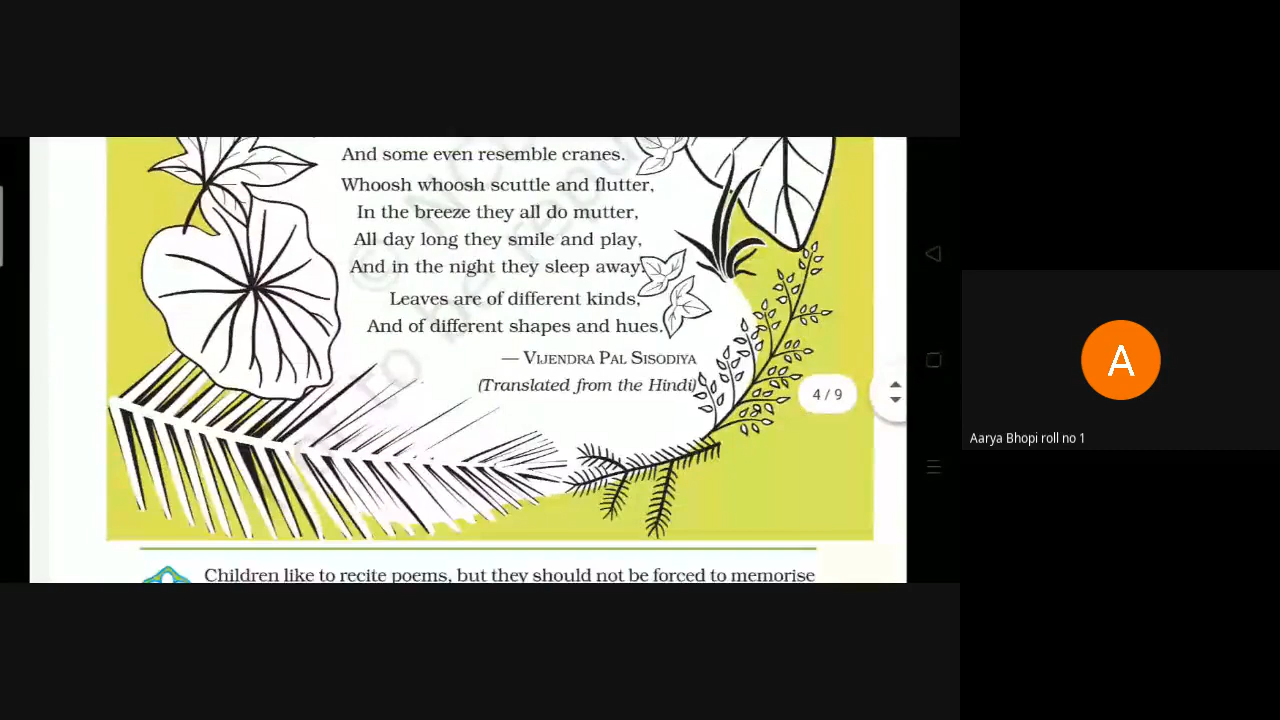 And some even resemble cranes.
Whoosh whoosh scuttle and flutter,
In the breeze they all do mutter,
All day long they smile and play,
And in the night they sleep away.
Leaves are of different kinds,
And of different shapes and hues.
— VIJENDRA PAL SISODIYA
(Translated from the Hindi)
4 / 9
Children like to recite poems, but they should not be forced to memorise
A
Aarya Bhopi roll no 1